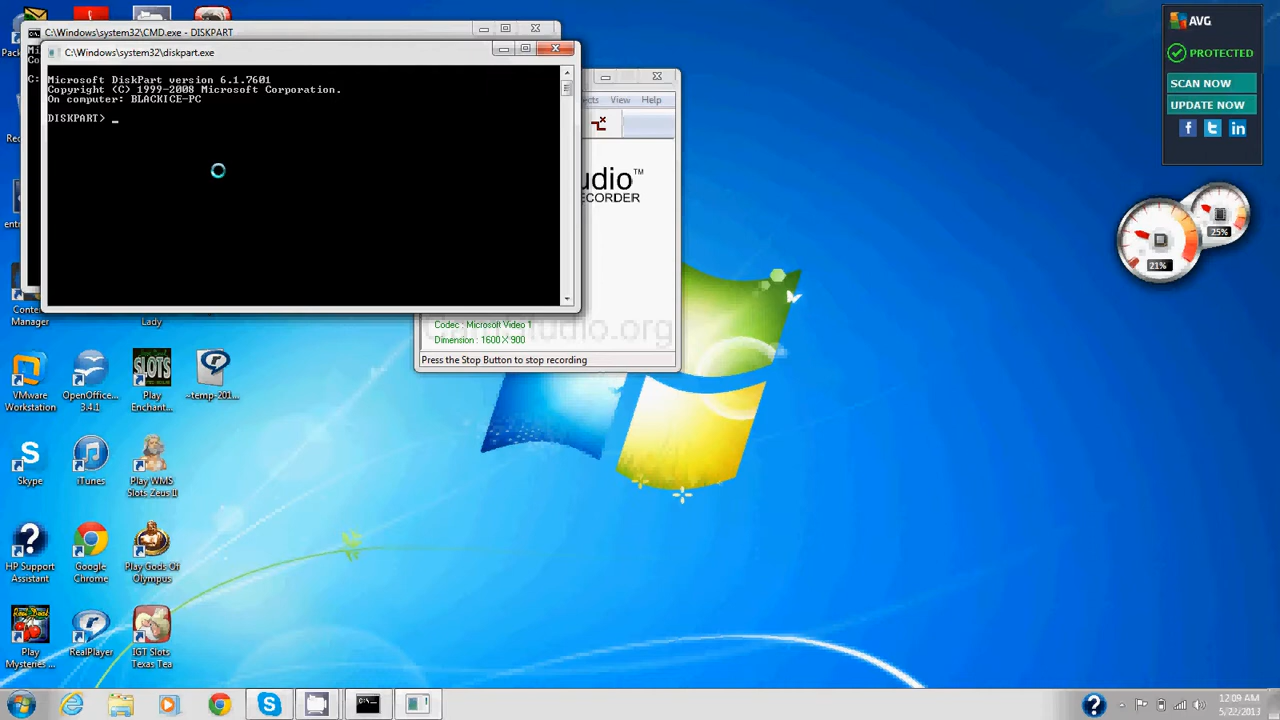 C:\Windows\system32\CMD.exe - DISKPART
C:\Windows\system32\diskpart.exe
Microsoft DiskPart version 6.1.7601
Copyright (C) 1999-2008 Microsoft Corporation.
On computer: BLACKICE-PC
DISKPART>
View Help
udio™
ECORDER
Codec : Microsoft Video 1
Dimension : 1600 X 900
Press the Stop Button to stop recording
AVG
PROTECTED
SCAN NOW
UPDATE NOW
25%
21%
Manager
Lady
VMware
Workstation
OpenOffice...
3.4.1
Play
Enchant...
~temp-201...
Skype
iTunes
Play WMS
Slots Zeus 1
HP Support
Assistant
Google
Chrome
Play Gods Of
Olympus
Play
Mysteries ...
RealPlayer
IGT Slots
Texas Tea
12:09 AM
5/22/2013